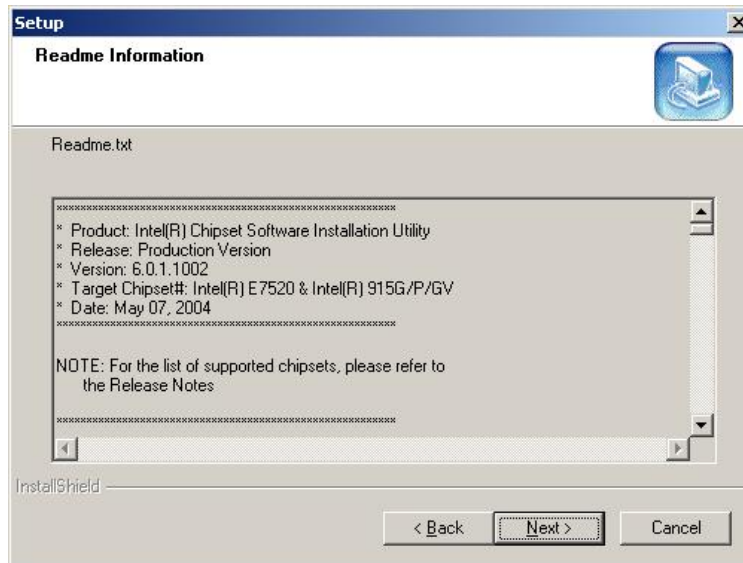 Setup
Readme Information
Readme.txt
********************************************************
* Product: Intel(R) Chipset Software Installation Utility
* Release: Production Version
* Version: 6.0.1.1002
* Target Chipset#: Intel(R) E7520 & Intel(R) 915G/P/GV
* Date: May 07, 2004
********************************************************
NOTE: For the list of supported chipsets, please refer to
the Release Notes
********************************************************
InstallShield
< Back
Next >
Cancel